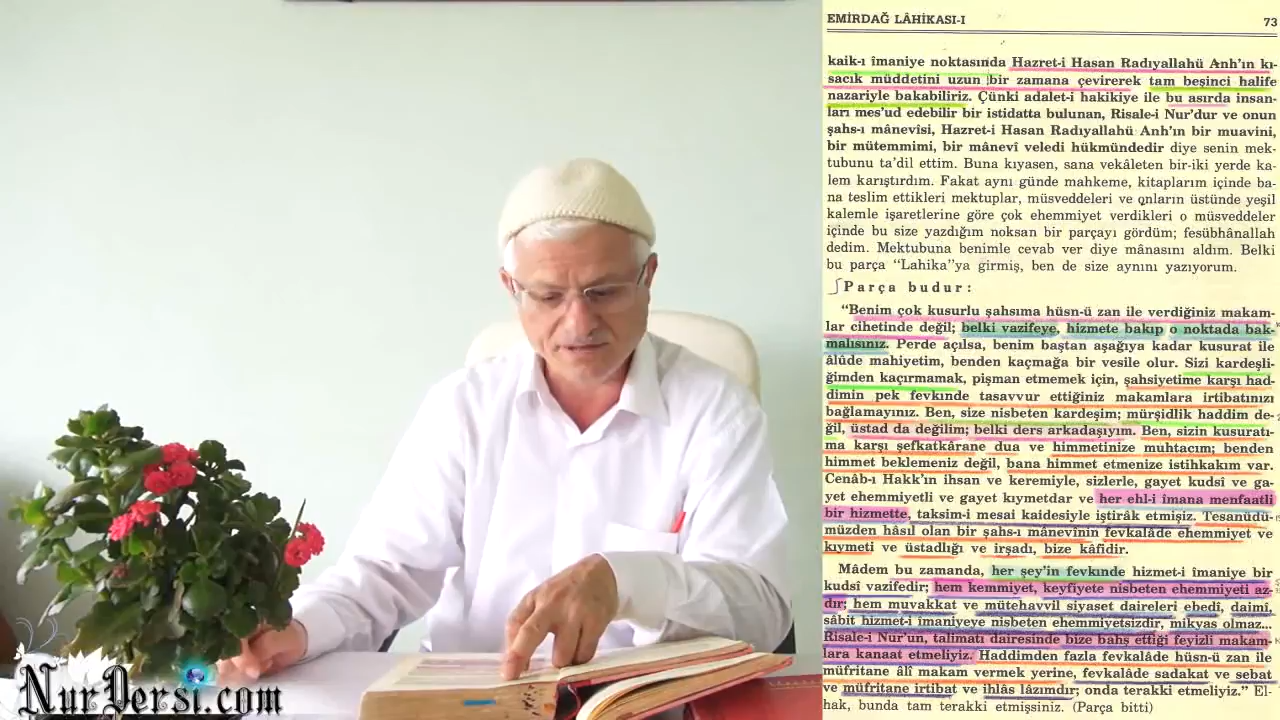 EMİRDAĞ LÂHİKASI-I 73
kaik-ı îmaniye noktasında Hazret-i Hasan Radıyallahü Anh'ın kı-
sacık müddetini uzun bir zamana çevirerek tam beşinci halife
nazariyle bakabiliriz. Çünki adalet-i hakikiye ile bu asırda insan-
ları mes'ud edebilir bir istidatta bulunan, Risale-i Nur'dur ve onun
şahs-ı mânevîsi, Hazret-i Hasan Radıyallahü Anh'ın bir muavini,
bir mütemmimi, bir mânevî veledi hükmündedir diye senin mek-
tubunu ta'dil ettim. Buna kıyasen, sana vekâleten bir-iki yerde ka-
lem karıştırdım. Fakat aynı günde mahkeme, kitaplarım içinde ba-
na teslim ettikleri mektuplar, müsveddeleri ve onların üstünde yeşil
kalemle işaretlerine göre çok ehemmiyet verdikleri o müsveddeler
içinde bu size yazdığım noksan bir parçayı gördüm; fesübhânallah
dedim. Mektubuna benimle cevab ver diye mânasını aldım. Belki
bu parça "Lahika"ya girmiş, ben de size aynını yazıyorum.
Parça budur:
"Benim çok kusurlu şahsıma hüsn-ü zan ile verdiğiniz makam-
lar cihetinde değil; belki vazifeye, hizmete bakıp o noktada bak-
malısınız. Perde açılsa, benim baştan aşağıya kadar kusurat ile
âlûde mahiyetim, benden kaçmağa bir vesile olur. Sizi kardeşli-
ğimden kaçırmamak, pişman etmemek için, şahsiyetime karşı had-
dimin pek fevkınde tasavvur ettiğiniz makamlara irtibatınızı
bağlamayınız. Ben, size nisbeten kardeşim; mürşidlik haddim de-
ğil, üstad da değilim; belki ders arkadaşıyım. Ben, sizin kusuratı-
ma karşı şefkatkârane dua ve himmetinize muhtacım; benden
himmet beklemeniz değil, bana himmet etmenize istihkakım var.
Cenâb-ı Hakk'ın ihsan ve keremiyle, sizlerle, gayet kudsî ve ga-
yet ehemmiyetli ve gayet kıymetdar ve her ehl-i îmana menfaatli
bir hizmette, taksim-i mesai kaidesiyle iştirâk etmişiz. Tesanüdü-
müzden hâsıl olan bir şahs-ı mânevînin fevkalâde ehemmiyet ve
kıymeti ve üstadlığı ve irşadı, bize kâfidir.
Mâdem bu zamanda, her şey'in fevkınde hizmet-i îmaniye bir
kudsî vazifedir; hem kemmiyet, keyfiyete nisbeten ehemmiyeti az-
dır; hem muvakkat ve mütehavvil siyaset daireleri ebedî, daimî,
sâbit hizmet-i îmaniyeye nisbeten ehemmiyetsizdir, mikyas olmaz...
Risale-i Nur'un, talimatı dairesinde bize bahş ettiği feyizli makam-
lara kanaat etmeliyiz. Haddimden fazla fevkalâde hüsn-ü zan ile
müfritane âlî makam vermek yerine, fevkalâde sadakat ve sebat
ve müfritane irtibat ve ihlâs lâzımdır; onda terakki etmeliyiz." El-
hak, bunda tam terakki etmişsiniz. (Parça bitti)
NurDersi.com